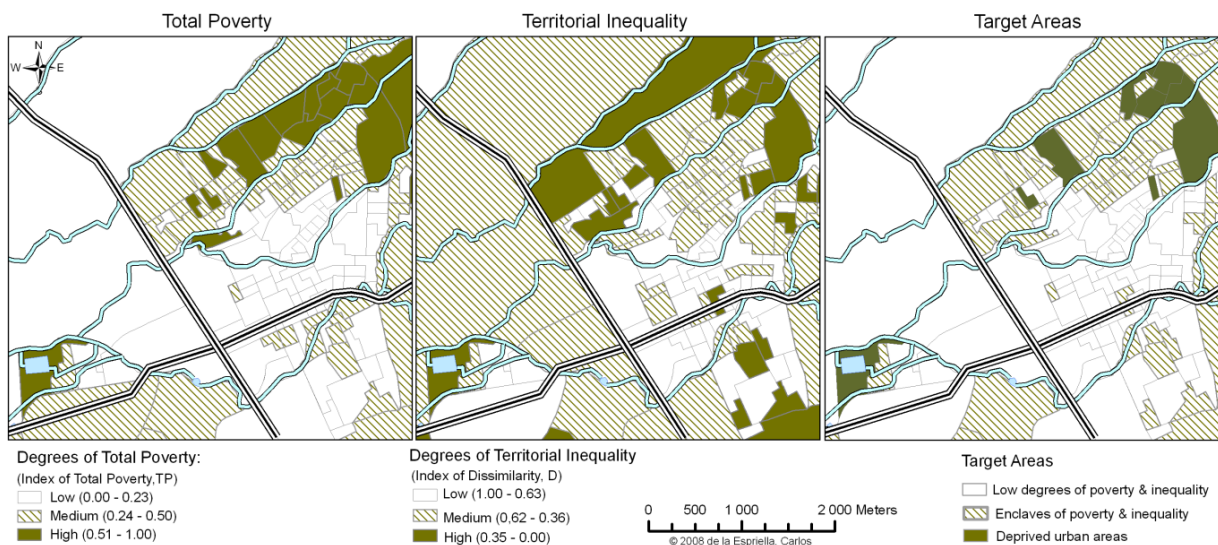 Total Poverty
Territorial Inequality
Target Areas
N
W E
S
Degrees of Total Poverty:
(Index of Total Poverty,TP)
Low (0.00 - 0.23)
Medium (0.24 - 0.50)
High (0.51 - 1.00)
Degrees of Territorial Inequality
(Index of Dissimilarity, D)
Low (1.00 - 0.63)
Medium (0.62 - 0.36)
High (0.35 - 0.00)
0 500 1 000 2 000 Meters
© 2008 de la Espriella, Carlos
Target Areas
Low degrees of poverty & inequality
Enclaves of poverty & inequality
Deprived urban areas